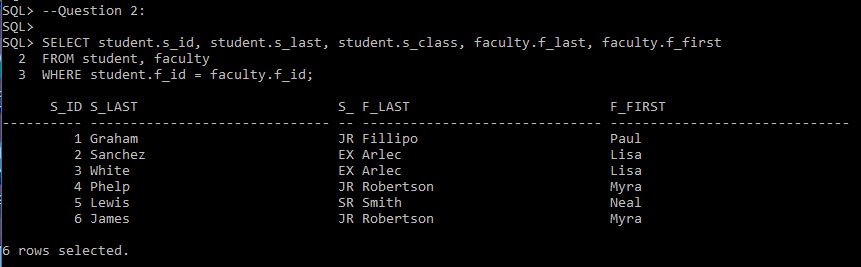 SQL> --Question 2:
SQL>
SQL> SELECT student.s_id, student.s_last, student.s_class, faculty.f_last, faculty.f_first
  2  FROM student, faculty
  3  WHERE student.f_id = faculty.f_id;

      S_ID S_LAST                         S_ F_LAST                         F_FIRST
---------- ------------------------------ -- ------------------------------ ------------------------------
         1 Graham                         JR Fillipo                        Paul
         2 Sanchez                        EX Arlec                          Lisa
         3 White                          EX Arlec                          Lisa
         4 Phelp                          JR Robertson                      Myra
         5 Lewis                          SR Smith                          Neal
         6 James                          JR Robertson                      Myra

6 rows selected.